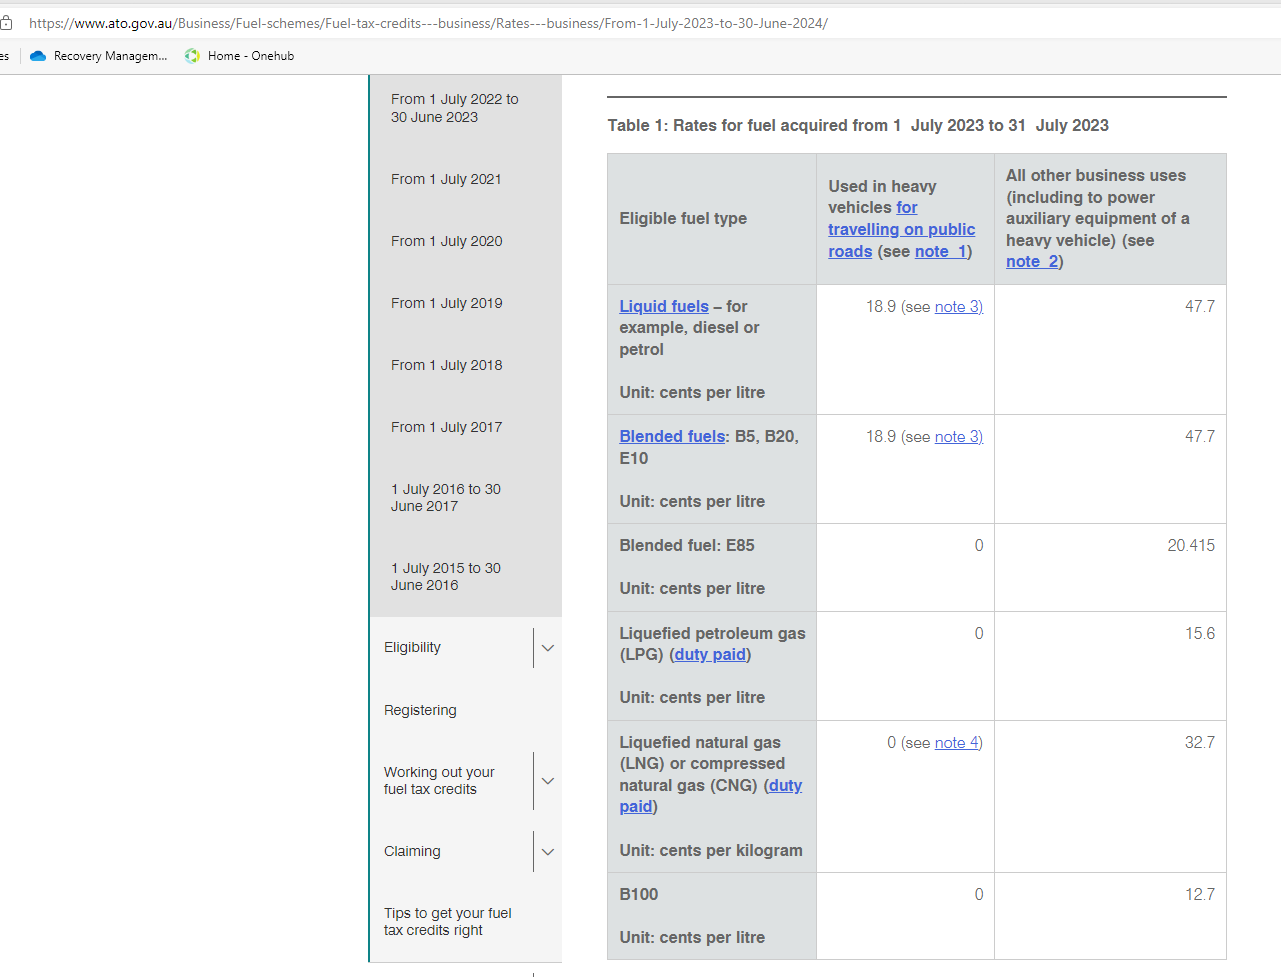 https://www.ato.gov.au/Business/Fuel-schemes/Fuel-tax-credits---business/Rates---business/From-1-July-2023-to-30-June-2024/
es
Recovery Managem...
Home - Onehub
From 1 July 2022 to
30 June 2023
From 1 July 2021
From 1 July 2020
From 1 July 2019
From 1 July 2018
From 1 July 2017
1 July 2016 to 30
June 2017
1 July 2015 to 30
June 2016
Eligibility
Registering
Working out your
fuel tax credits
Claiming
Tips to get your fuel
tax credits right
Table 1: Rates for fuel acquired from 1 July 2023 to 31 July 2023
Eligible fuel type
Used in heavy
vehicles for
travelling on public
roads (see note 1)
All other business uses
(including to power
auxiliary equipment of a
heavy vehicle) (see
note 2)
Liquid fuels – for
example, diesel or
petrol
Unit: cents per litre
18.9 (see note 3)
47.7
Blended fuels: B5, B20,
E10
Unit: cents per litre
18.9 (see note 3)
47.7
Blended fuel: E85
Unit: cents per litre
0
20.415
Liquefied petroleum gas
(LPG) (duty paid)
Unit: cents per litre
0
15.6
Liquefied natural gas
(LNG) or compressed
natural gas (CNG) (duty
paid)
Unit: cents per kilogram
0 (see note 4)
32.7
B100
Unit: cents per litre
0
12.7